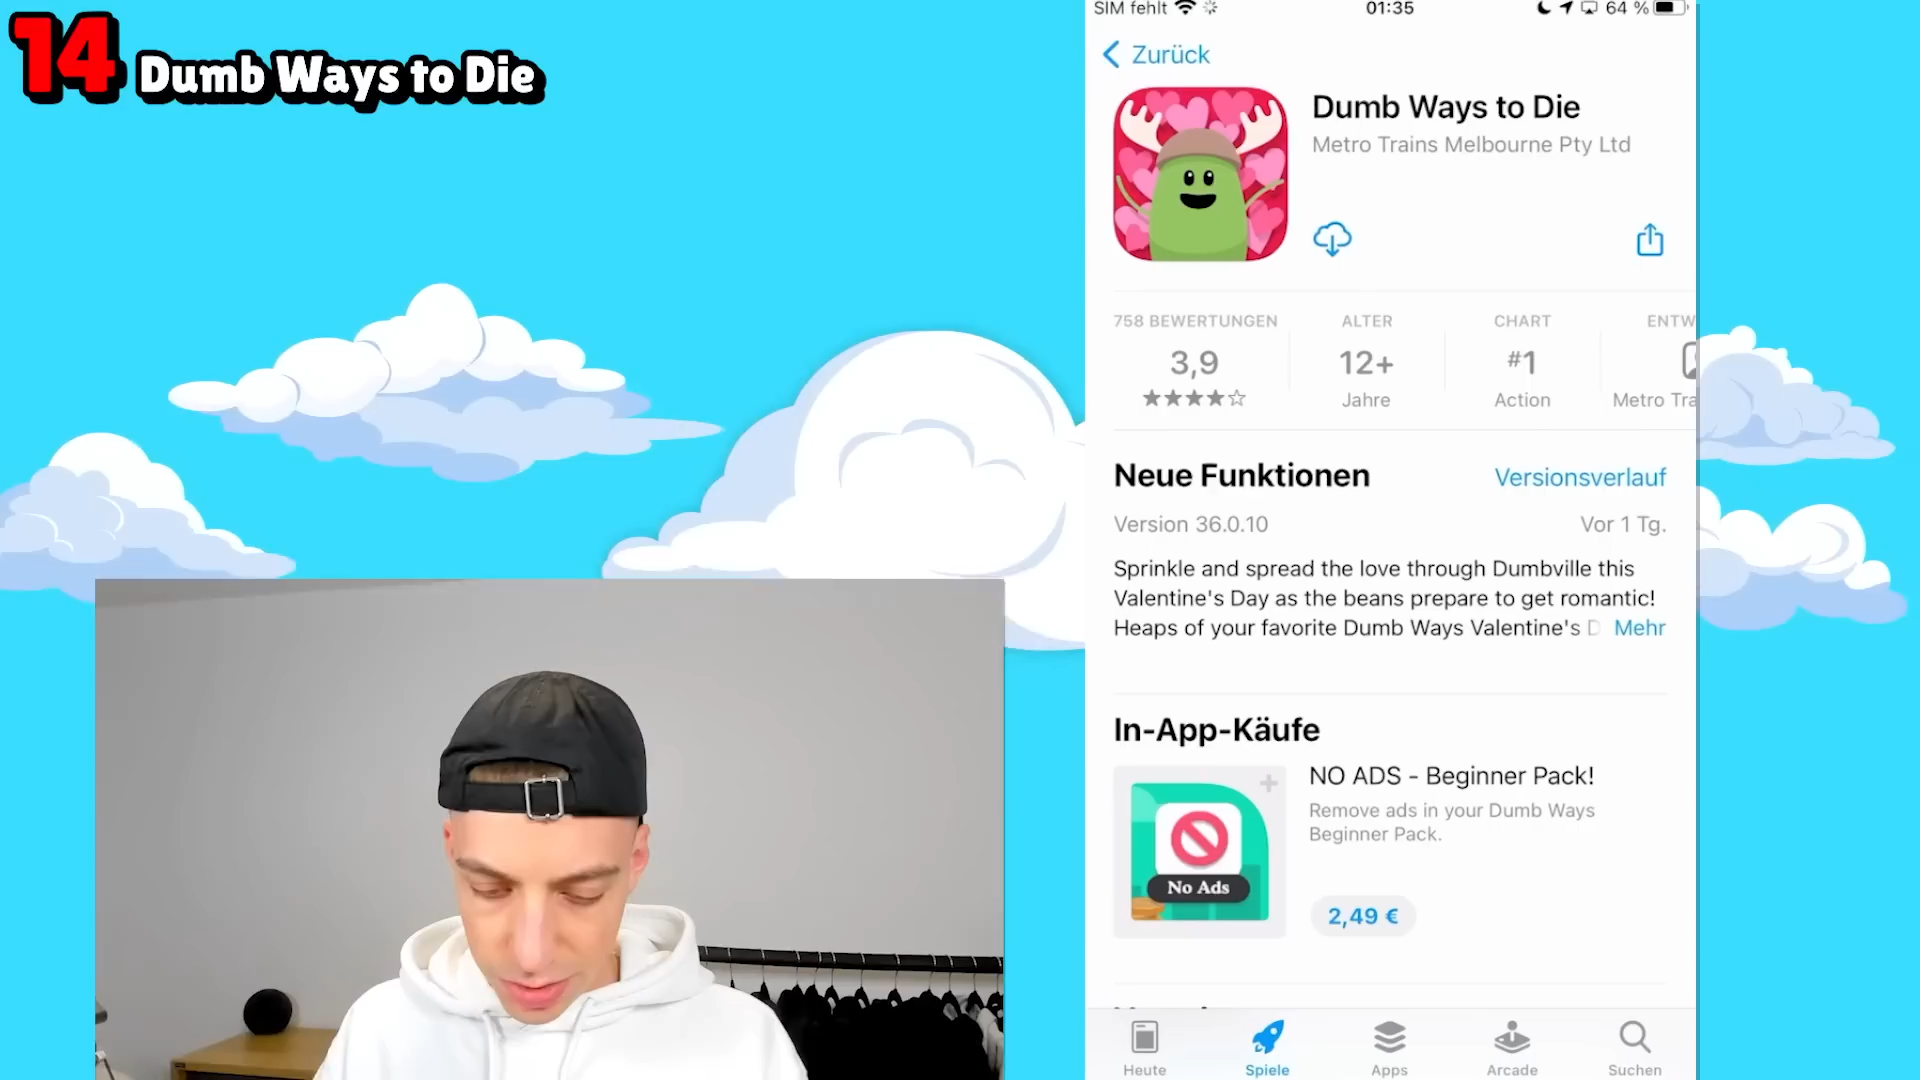 14 Dumb Ways to Die
SIM fehlt 01:35 64 %
Zurück
Dumb Ways to Die
Metro Trains Melbourne Pty Ltd
758 BEWERTUNGEN ALTER CHART ENTW
3,9 12+ #1
Jahre Action Metro Tra
Neue Funktionen Versionsverlauf
Version 36.0.10 Vor 1 Tg.
Sprinkle and spread the love through Dumbville this
Valentine's Day as the beans prepare to get romantic!
Heaps of your favorite Dumb Ways Valentine's D Mehr
In-App-Käufe
NO ADS - Beginner Pack!
Remove ads in your Dumb Ways
Beginner Pack.
No Ads
2,49 €
Heute Spiele Apps Arcade Suchen